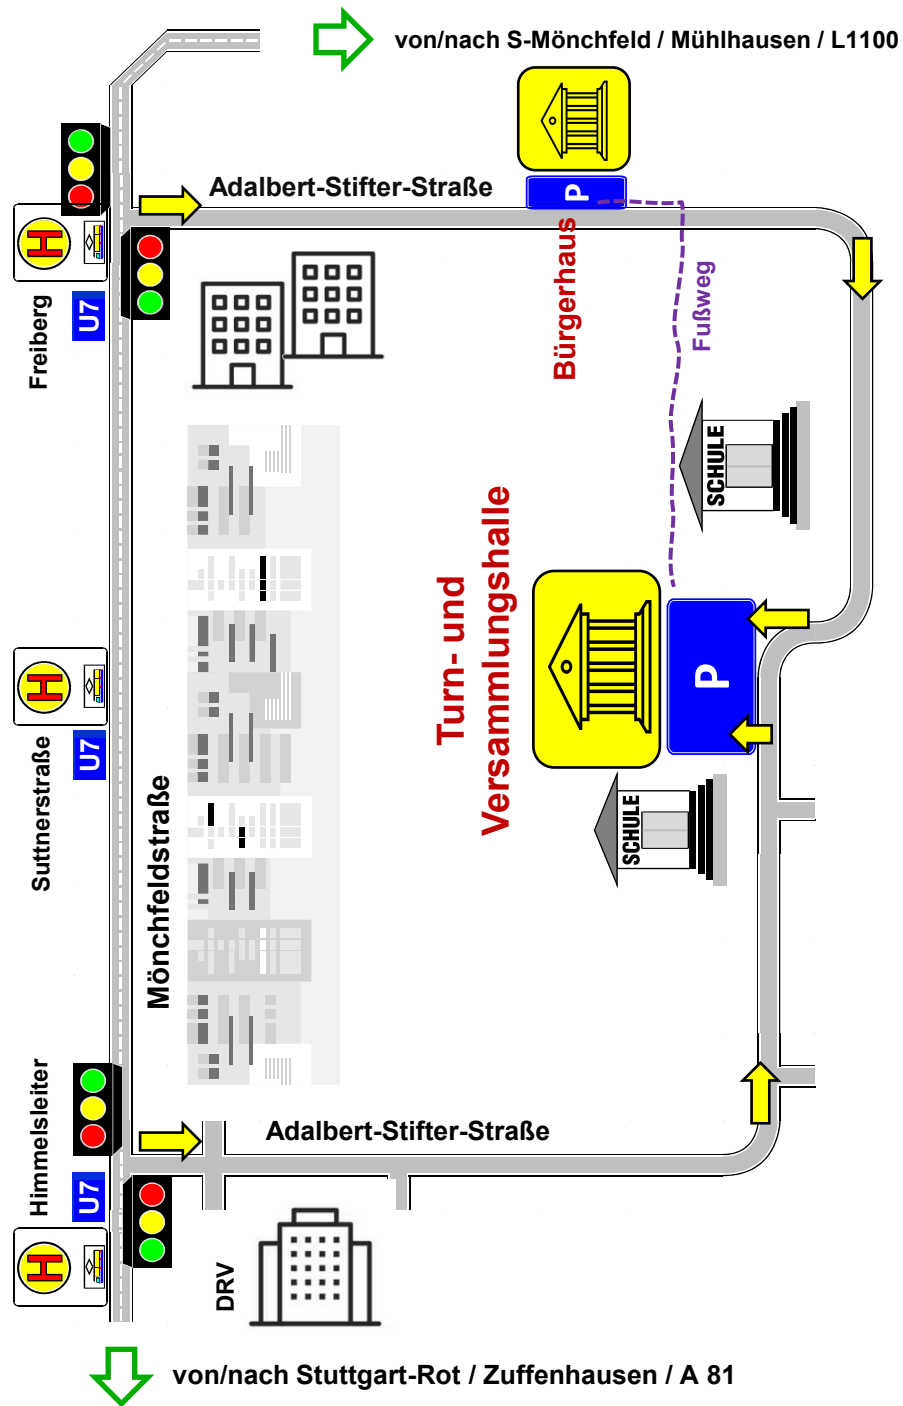 von/nach S-Mönchfeld / Mühlhausen / L1100
Adalbert-Stifter-Straße
P
H
U7
Freiberg
Bürgerhaus
Fußweg
SCHULE
Turn- und
Versammlungshalle
H
U7
Suttnerstraße
P
SCHULE
Mönchfeldstraße
Himmelsleiter
U7
H
Adalbert-Stifter-Straße
DRV
von/nach Stuttgart-Rot / Zuffenhausen / A 81